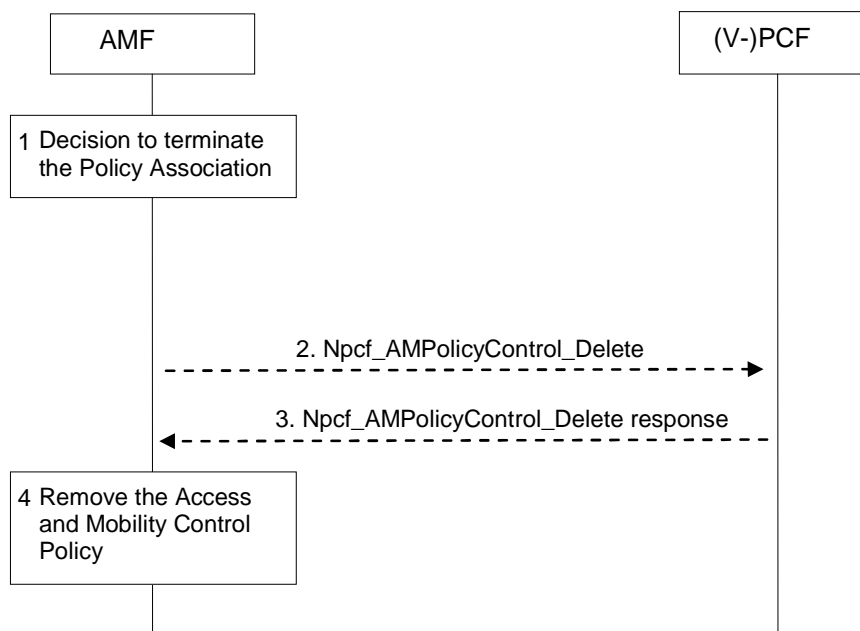 AMF
(V-)PCF
1 Decision to terminate
the Policy Association
2. Npcf_AMPolicyControl_Delete
3. Npcf_AMPolicyControl_Delete response
4 Remove the Access
and Mobility Control
Policy